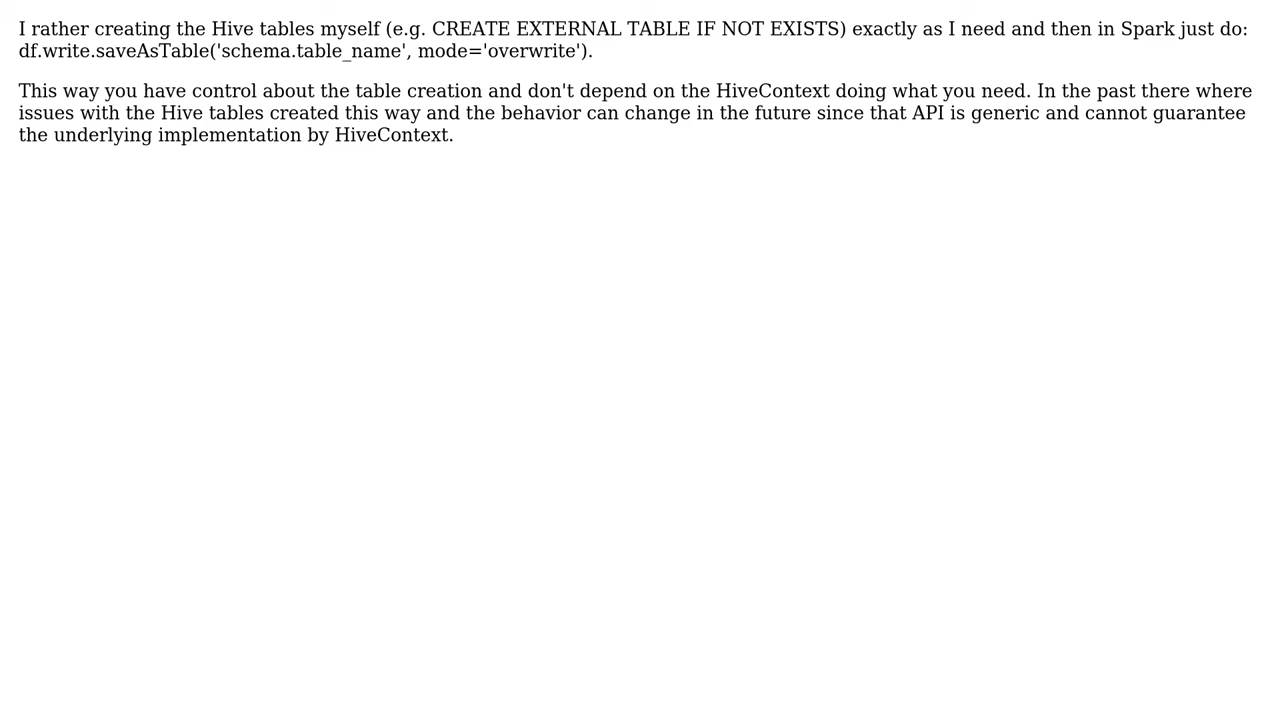 I rather creating the Hive tables myself (e.g. CREATE EXTERNAL TABLE IF NOT EXISTS) exactly as I need and then in Spark just do:
df.write.saveAsTable('schema.table_name', mode='overwrite').
This way you have control about the table creation and don't depend on the HiveContext doing what you need. In the past there where
issues with the Hive tables created this way and the behavior can change in the future since that API is generic and cannot guarantee
the underlying implementation by HiveContext.